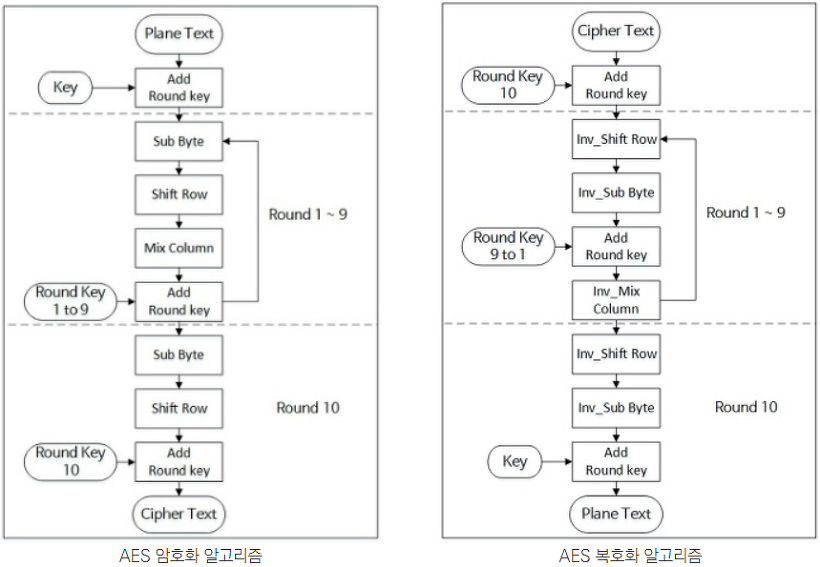 Plane Text
Key
Add
Round key
Sub Byte
Shift Row
Mix Column
Round 1 ~ 9
Round Key
1 to 9
Add
Round key
Sub Byte
Shift Row
Round 10
Round Key
10
Add
Round key
Cipher Text
AES 암호화 알고리즘
Cipher Text
Round Key
10
Add
Round key
Inv_Shift Row
Inv_Sub Byte
Round 1 ~ 9
Round Key
9 to 1
Add
Round key
Inv_Mix
Column
Inv_Shift Row
Inv_Sub Byte
Round 10
Key
Add
Round key
Plane Text
AES 복호화 알고리즘